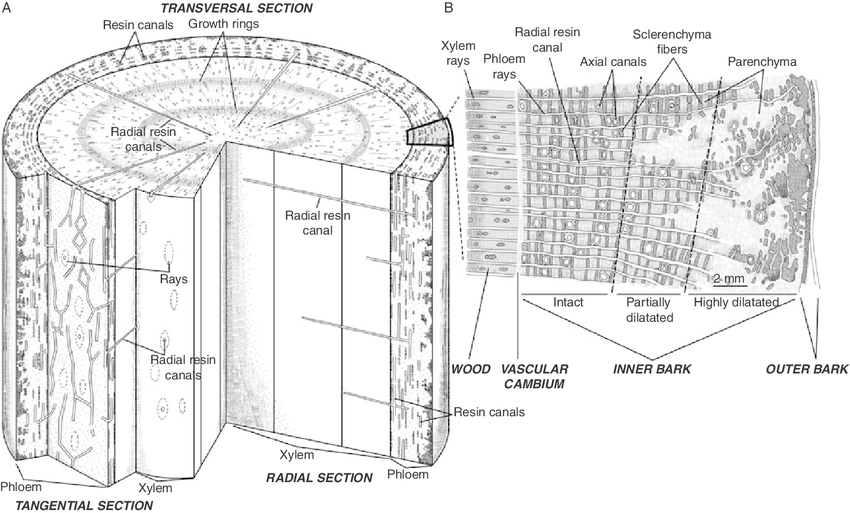 A
TRANSVERSAL SECTION
Resin canals
Growth rings
Radial resin
canals
Radial resin
canal
Rays
Radial resin
canals
Resin canals
Xylem
Phloem
Xylem
Phloem
RADIAL SECTION
TANGENTIAL SECTION
B
Xylem
rays
Phloem
rays
Radial resin
canal
Axial canals
Sclerenchyma
fibers
Parenchyma
2 mm
Intact
Partially
dilatated
Highly dilatated
WOOD
VASCULAR
CAMBIUM
INNER BARK
OUTER BARK